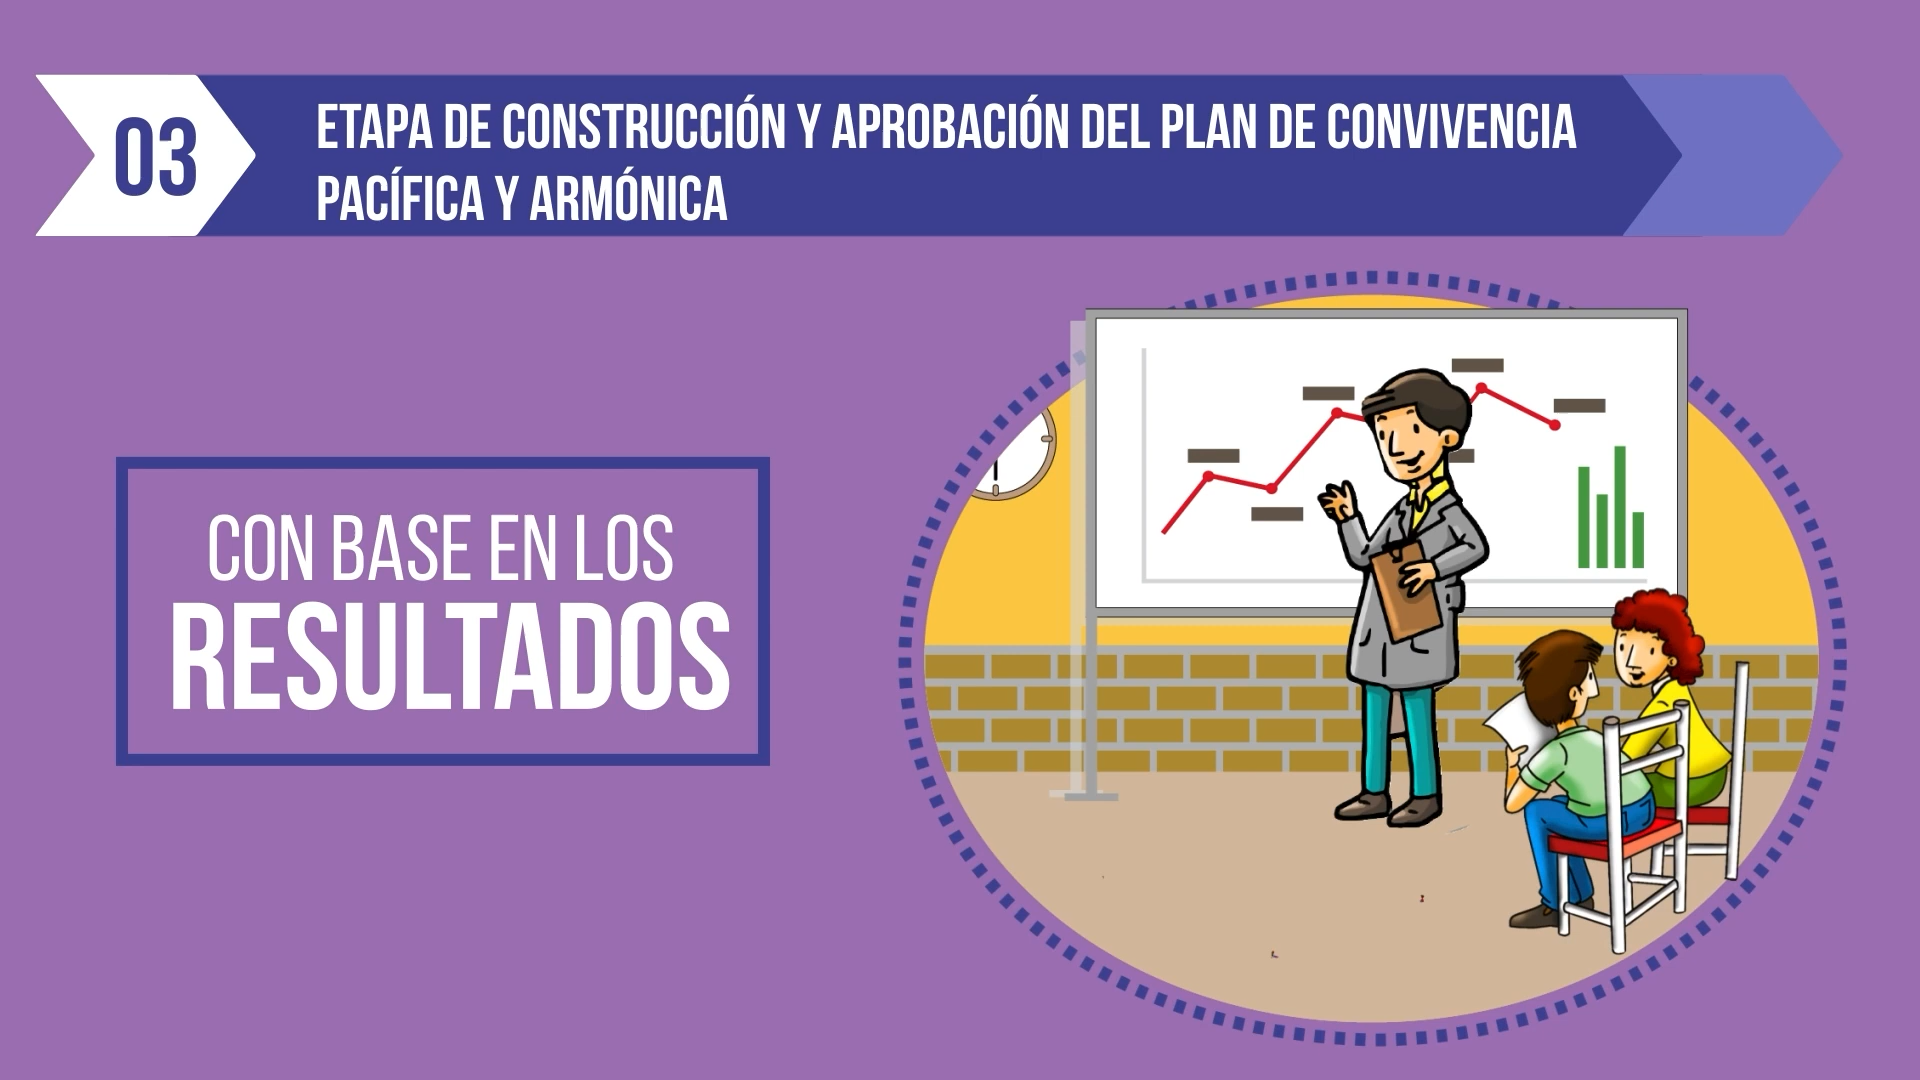 03
ETAPA DE CONSTRUCCIÓN Y APROBACIÓN DEL PLAN DE CONVIVENCIA
PACÍFICA Y ARMÓNICA
CON BASE EN LOS
RESULTADOS